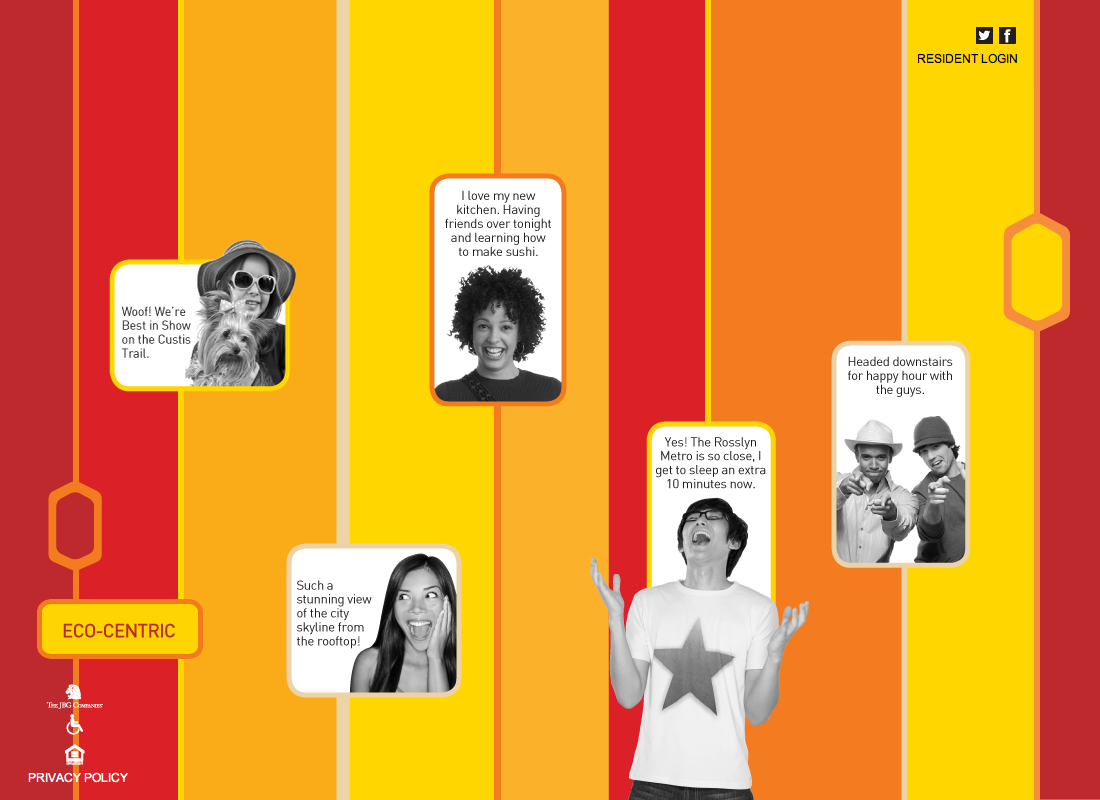 RESIDENT LOGIN
I love my new
kitchen. Having
friends over tonight
and learning how
to make sushi.
Woof! We're
Best in Show
on the Custis
Trail.
Headed downstairs
for happy hour with
the guys.
Yes! The Rosslyn
Metro is so close, I
get to sleep an extra
10 minutes now.
Such a
stunning view
of the city
skyline from
the rooftop!
ECO-CENTRIC
THE JBG COMPANIES
PRIVACY POLICY